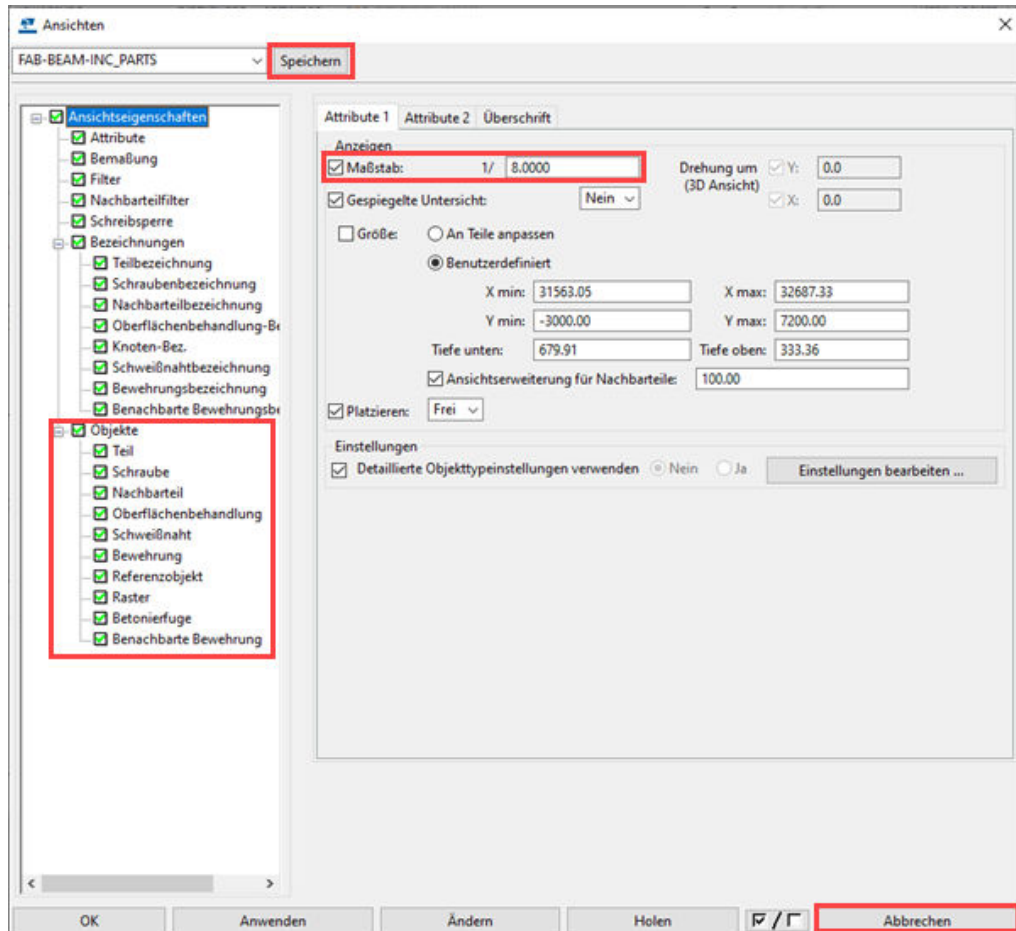 Ansichten
FAB-BEAM-INC_PARTS Speichern
Ansichtseigenschaften
Attribute
Bemaßung
Filter
Nachbarteilfilter
Schreibsperre
Bezeichnungen
Teilbezeichnung
Schraubenbezeichnung
Nachbarteilbezeichnung
Oberflächenbehandlung-Be
Knoten-Bez.
Schweißnahtbezeichnung
Bewehrungsbezeichnung
Benachbarte Bewehrungsbe
Objekte
Teil
Schraube
Nachbarteil
Oberflächenbehandlung
Schweißnaht
Bewehrung
Referenzobjekt
Raster
Betonierfuge
Benachbarte Bewehrung
Attribute 1 Attribute 2 Überschrift
Anzeigen
Maßstab: 1/ 8.0000 Drehung um Y: 0.0
(3D Ansicht) X: 0.0
Gespiegelte Untersicht: Nein
Größe: An Teile anpassen
Benutzerdefiniert
X min: 31563.05 X max: 32687.33
Y min: -3000.00 Y max: 7200.00
Tiefe unten: 679.91 Tiefe oben: 333.36
Ansichtserweiterung für Nachbarteile: 100.00
Platzieren: Frei
Einstellungen
Detaillierte Objekttypeinstellungen verwenden Nein Ja Einstellungen bearbeiten ...
OK Anwenden Ändern Holen / Abbrechen